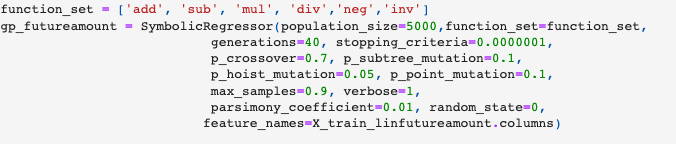 function_set = ['add', 'sub', 'mul', 'div','neg','inv']
gp_futureamount = SymbolicRegressor(population_size=5000,function_set=function_set,
generations=40, stopping_criteria=0.0000001,
p_crossover=0.7, p_subtree_mutation=0.1,
p_hoist_mutation=0.05, p_point_mutation=0.1,
max_samples=0.9, verbose=1,
parsimony_coefficient=0.01, random_state=0,
feature_names=X_train_linfutureamount.columns)